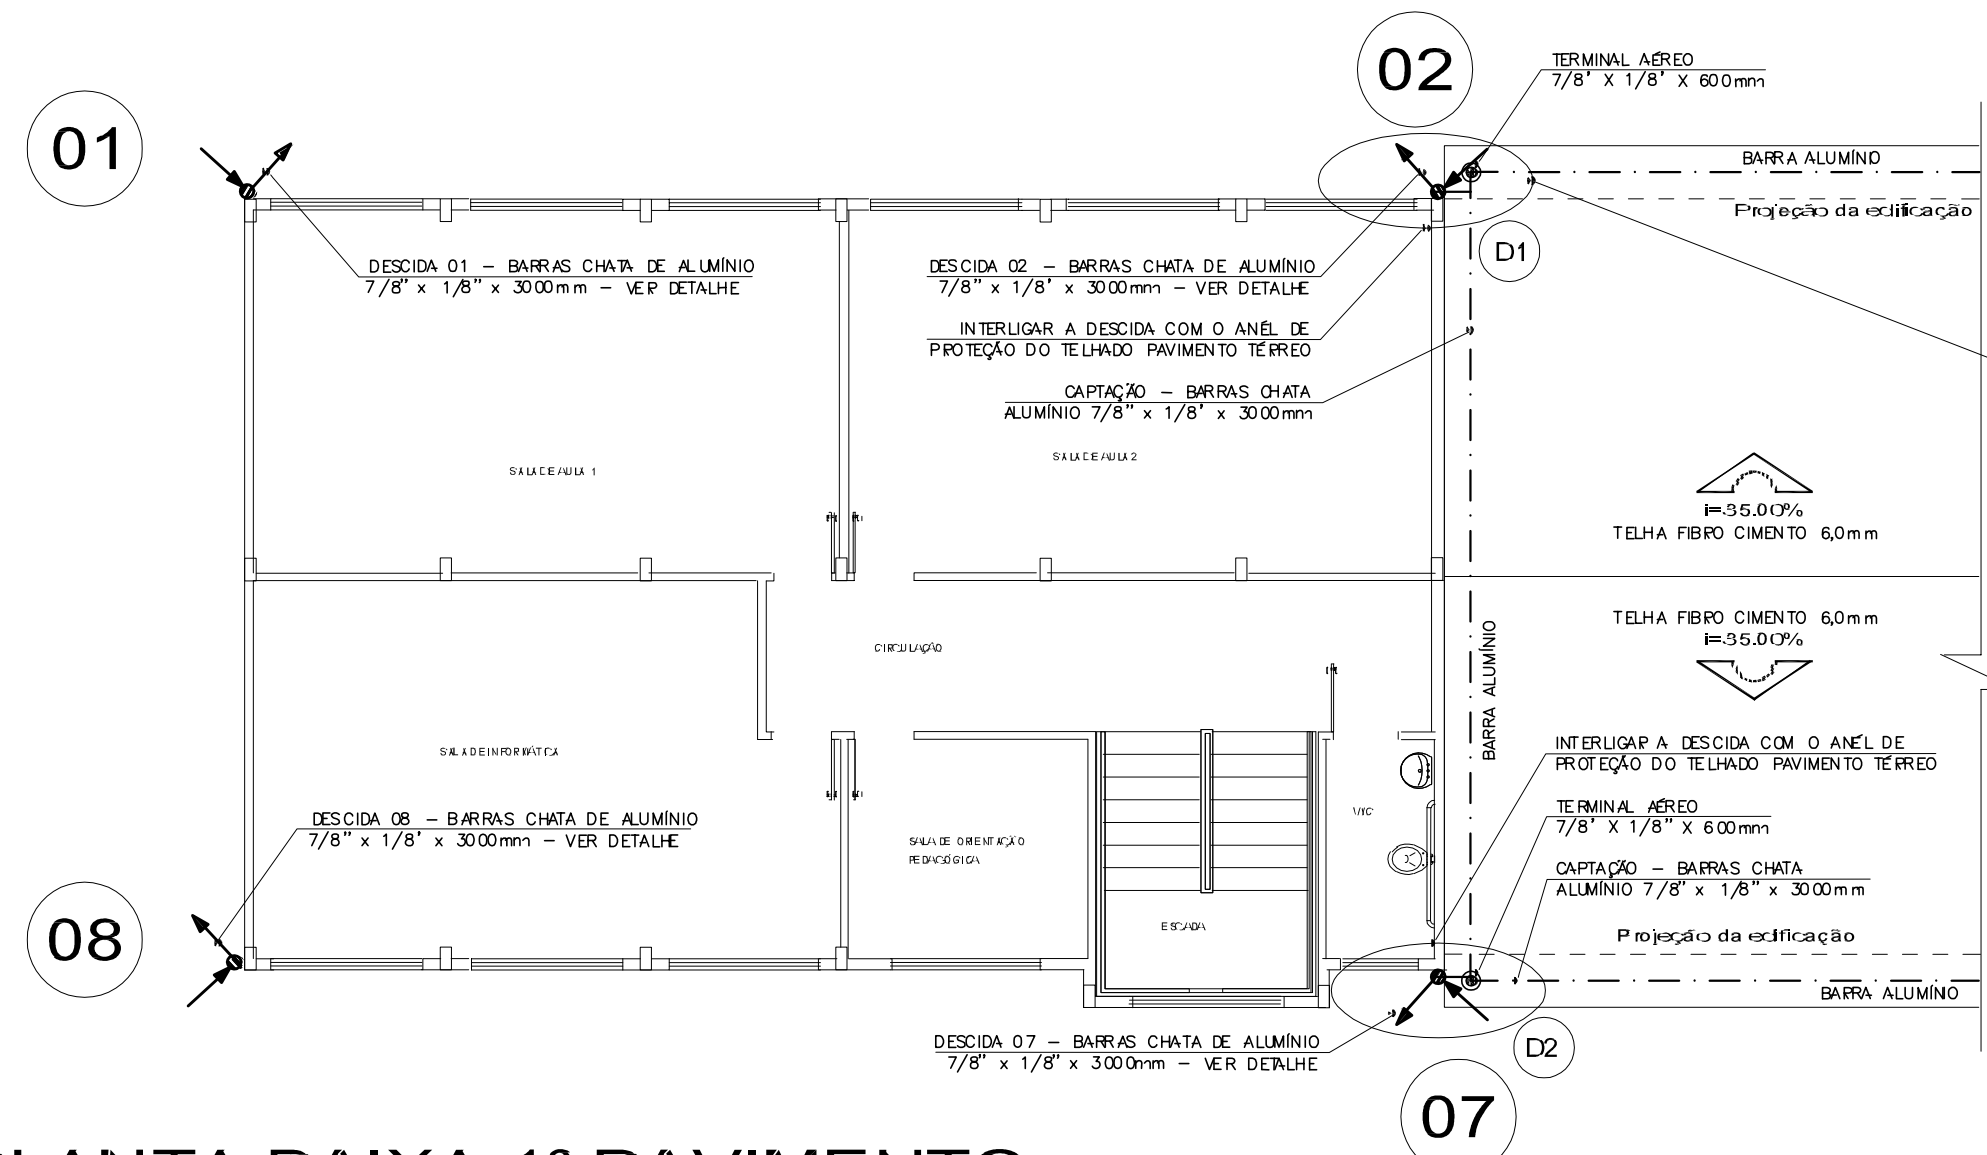 01
02
TERMINAL AÉREO
7/8' X 1/8' X 600mm
BARRA ALUMÍNIO
Projeção da edificação
D1
DESCIDA 01 – BARRAS CHATA DE ALUMÍNIO
7/8" x 1/8" x 3000mm – VER DETALHE
DESCIDA 02 – BARRAS CHATA DE ALUMÍNIO
7/8" x 1/8' x 3000mm – VER DETALHE
INTERLIGAR A DESCIDA COM O ANÉL DE
PROTEÇÃO DO TELHADO PAVIMENTO TÉRREO
CAPTAÇÃO – BARRAS CHATA
ALUMÍNIO 7/8" x 1/8' x 3000mm
SALA DE AULA 1
SALA DE AULA 2
i=35.00%
TELHA FIBRO CIMENTO 6,0mm
TELHA FIBRO CIMENTO 6,0mm
i=35.00%
CIRCULAÇÃO
BARRA ALUMÍNIO
SALA DE INFORMÁTICA
INTERLIGAR A DESCIDA COM O ANÉL DE
PROTEÇÃO DO TELHADO PAVIMENTO TÉRREO
DESCIDA 08 – BARRAS CHATA DE ALUMÍNIO
7/8" x 1/8' x 3000mm – VER DETALHE
SALA DE ORIENTAÇÃO
PEDAGÓGICA
TERMINAL AÉREO
7/8' X 1/8" X 600mm
CAPTAÇÃO – BARRAS CHATA
ALUMÍNIO 7/8" x 1/8" x 3000mm
ESCADA
Projeção da edificação
08
BARRA ALUMÍNIO
DESCIDA 07 – BARRAS CHATA DE ALUMÍNIO
7/8" x 1/8" x 3000mm – VER DETALHE
D2
07
PLANTA BAIXA 1º PAVIMENTO